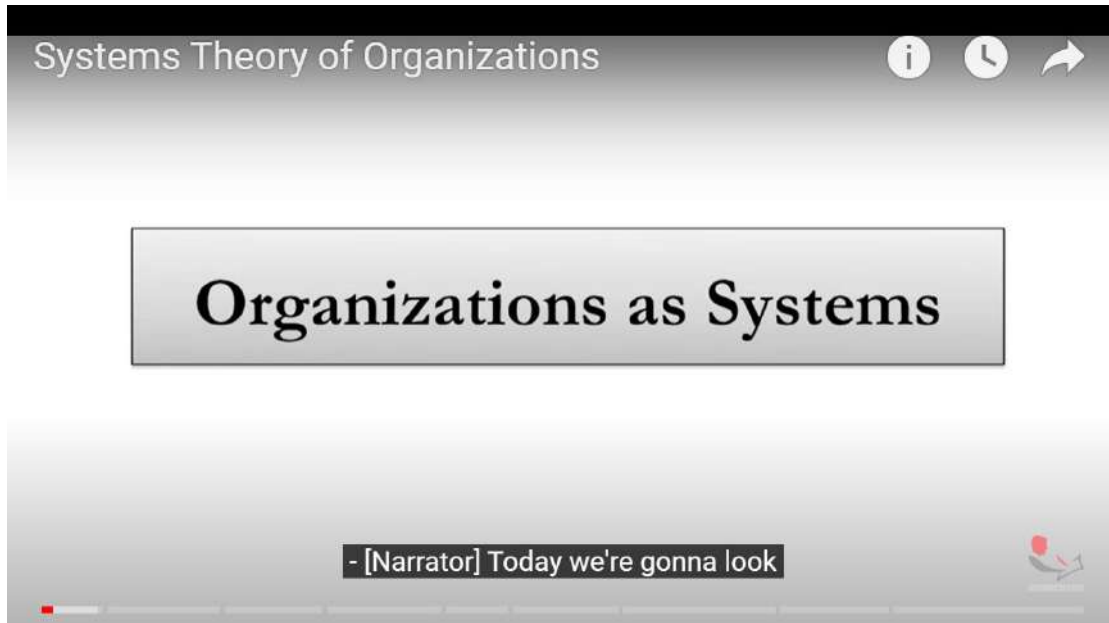 Systems Theory of Organizations
Organizations as Systems
- [Narrator] Today we're gonna look